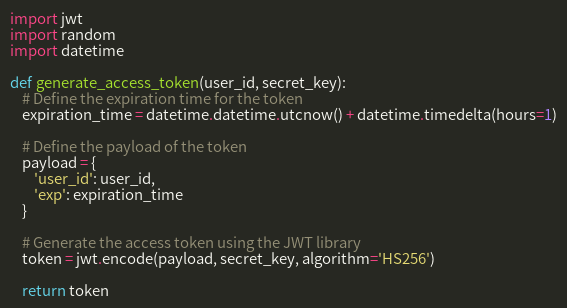 import jwt
import random
import datetime

def generate_access_token(user_id, secret_key):
    # Define the expiration time for the token
    expiration_time = datetime.datetime.utcnow() + datetime.timedelta(hours=1)

    # Define the payload of the token
    payload = {
        'user_id': user_id,
        'exp': expiration_time
    }

    # Generate the access token using the JWT library
    token = jwt.encode(payload, secret_key, algorithm='HS256')

    return token